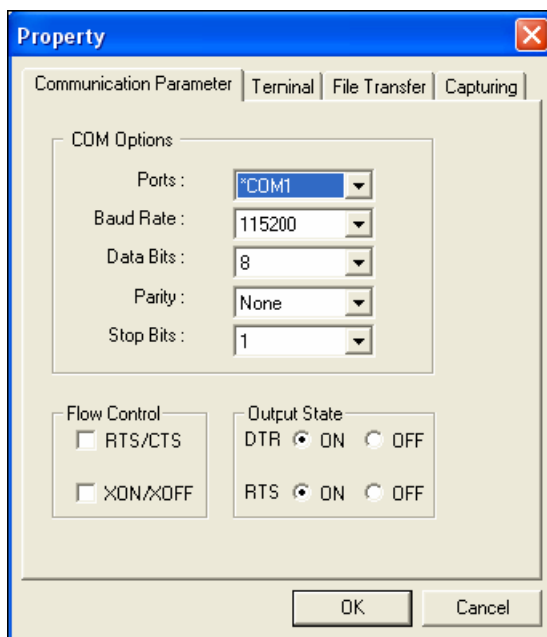 Property
Communication Parameter Terninal File Transfer Capturing
COM Options
Ports : *COM1
Baud Rate : 115200
Data Bits : 8
Parity : None
Stop Bits : 1
Flow Control Output State
RTS/CTS DTR ON OFF
XON/XOFF RTS ON OFF
OK Cancel